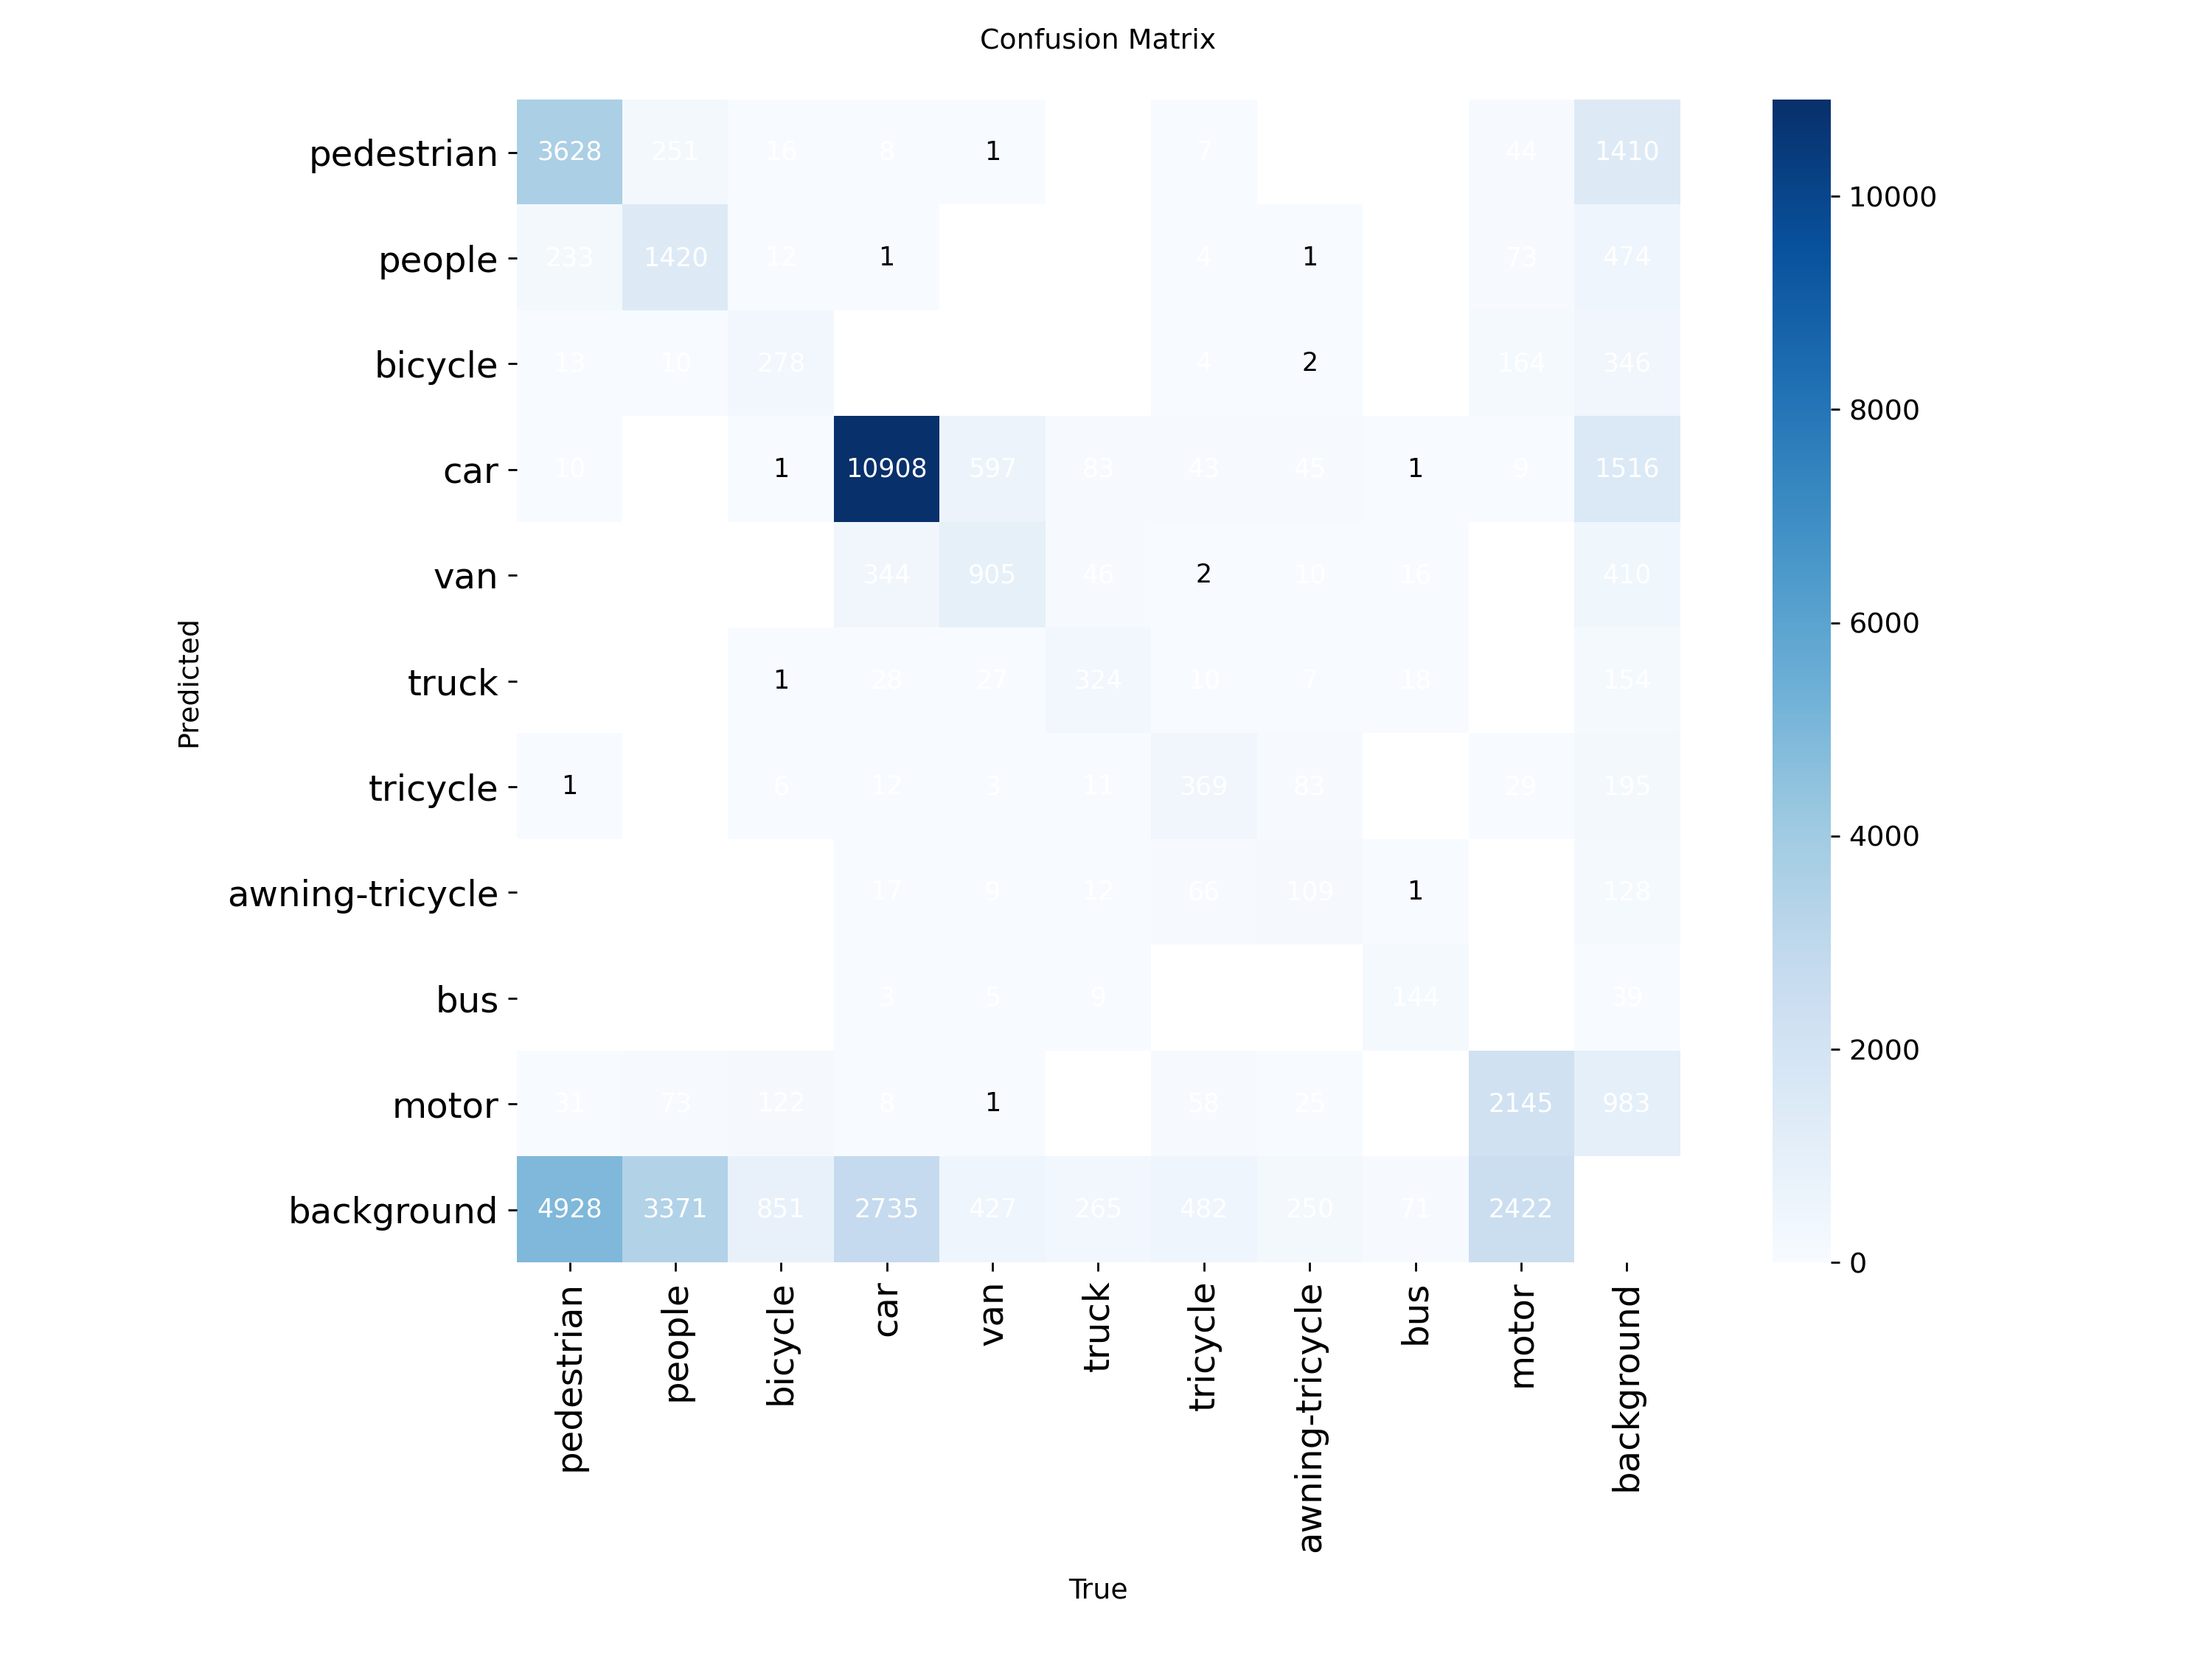 Confusion Matrix
pedestrian 3628 251 16 8 1 7 44 1410
people 233 1420 12 1 4 1 73 474
bicycle 13 10 278 4 2 164 346
car 10 1 10908 597 83 43 45 1 9 1516
van 344 905 46 2 10 16 410
truck 1 28 27 324 10 7 18 154
tricycle 1 6 12 3 11 369 83 29 195
awning-tricycle 17 9 12 66 109 1 128
bus 3 5 9 144 39
motor 31 73 122 8 1 58 25 2145 983
background 4928 3371 851 2735 427 265 482 250 71 2422
pedestrian people bicycle car van truck tricycle awning-tricycle bus motor background
True
Predicted
10000
8000
6000
4000
2000
0